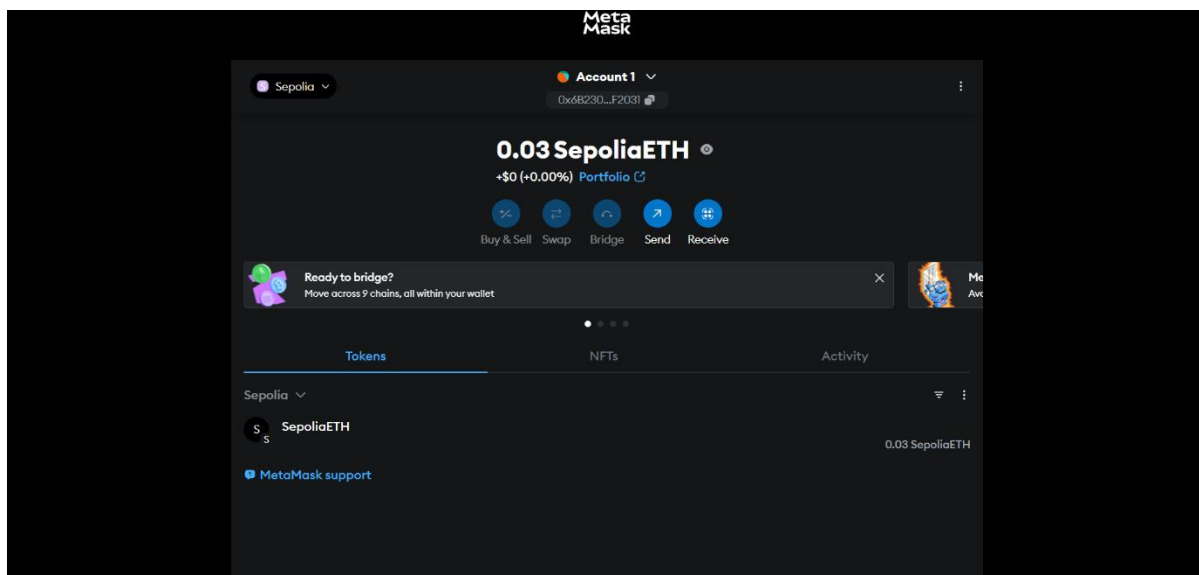 Meta
Mask
S Sepolia
Account 1
0x6B230...F2031
0.03 SepoliaETH
+$0 (+0.00%) Portfolio
Buy & Sell Swap Bridge Send Receive
Ready to bridge?
Move across 9 chains, all within your wallet
Me
Avo
Tokens NFTs Activity
Sepolia
S
S
SepoliaETH
0.03 SepoliaETH
MetaMask support